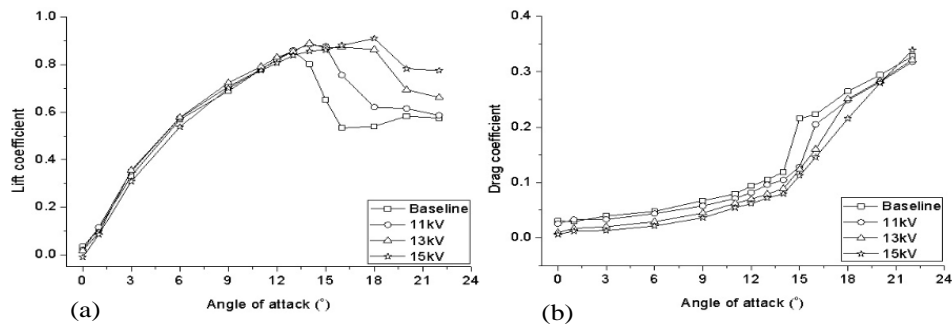 1.0
0.8
0.6
0.4
0.2
0.0
Lift coefficient
0 3 6 9 12 15 18 21 24
Angle of attack (°)
Baseline
11kV
13kV
15kV
(a)
0.4
0.3
0.2
0.1
0.0
Drag coefficient
0 3 6 9 12 15 18 21 24
Angle of attack (°)
Baseline
11kV
13kV
15kV
(b)